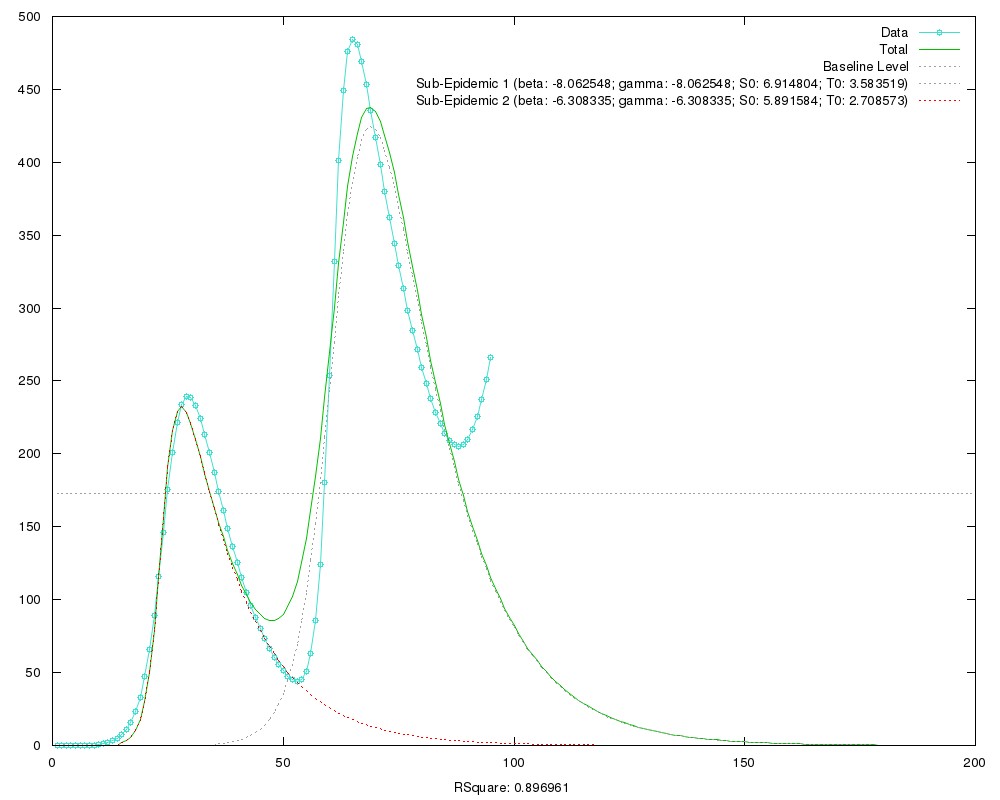 500
450
400
350
300
250
200
150
100
50
0
Data
Total
Baseline Level
Sub-Epidemic 1 (beta: -8.062548; gamma: -8.062548; S0: 6.914804; T0: 3.583519)
Sub-Epidemic 2 (beta: -6.308335; gamma: -6.308335; S0: 5.891584; T0: 2.708573)
0 50 100 150 200
RSquare: 0.896961